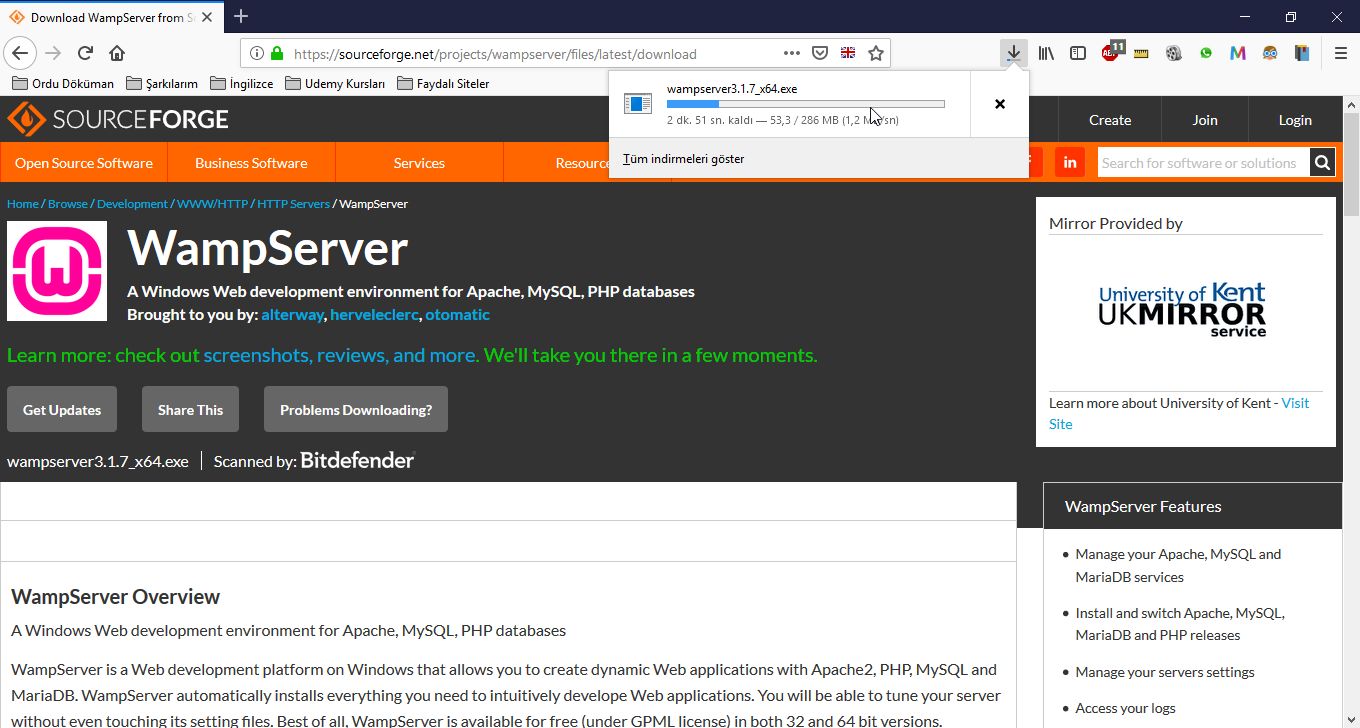 Download WampServer from S
https://sourceforge.net/projects/wampserver/files/latest/download
11
Ordu Döküman
Şarkılarım
İngilizce
Udemy Kursları
Faydalı Siteler
wampserver3.1.7_x64.exe
2 dk. 51 sn. kaldı — 53,3 / 286 MB (1,2 /sn)
Tüm indirmeleri göster
SOURCEFORGE
Create
Join
Login
Open Source Software
Business Software
Services
Resource
in
Search for software or solutions
Home / Browse / Development / WWW/HTTP / HTTP Servers / WampServer
WampServer
A Windows Web development environment for Apache, MySQL, PHP databases
Brought to you by: alterway, herveleclerc, otomatic
Learn more: check out screenshots, reviews, and more. We'll take you there in a few moments.
Get Updates
Share This
Problems Downloading?
wampserver3.1.7_x64.exe
Scanned by: Bitdefender
Mirror Provided by
University of Kent
UKMIRROR
service
Learn more about University of Kent - Visit
Site
WampServer Overview
A Windows Web development environment for Apache, MySQL, PHP databases
WampServer is a Web development platform on Windows that allows you to create dynamic Web applications with Apache2, PHP, MySQL and
MariaDB. WampServer automatically installs everything you need to intuitively develope Web applications. You will be able to tune your server
without even touching its setting files. Best of all, WampServer is available for free (under GPML license) in both 32 and 64 bit versions.
WampServer Features
• Manage your Apache, MySQL and
MariaDB services
• Install and switch Apache, MySQL,
MariaDB and PHP releases
• Manage your servers settings
• Access your logs